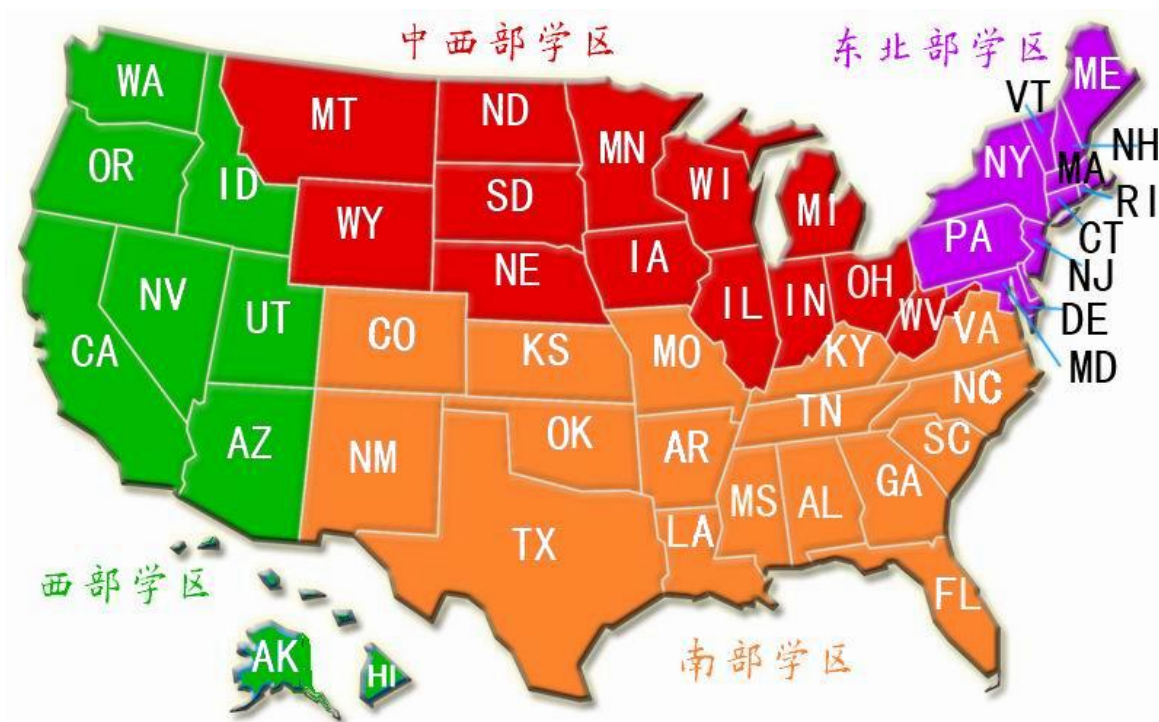 中西部学区
东北部学区
WA
MT
ND
MN
ME
VT
OR
ID
SD
WI
MI
NY
NH
MA
RI
WY
NE
IA
PA
CT
NJ
NV
UT
CO
KS
MO
IL
IN
OH
WV
VA
DE
MD
CA
KY
NC
TN
AZ
NM
OK
AR
SC
TX
LA
MS
AL
GA
FL
西部学区
AK
HI
南部学区